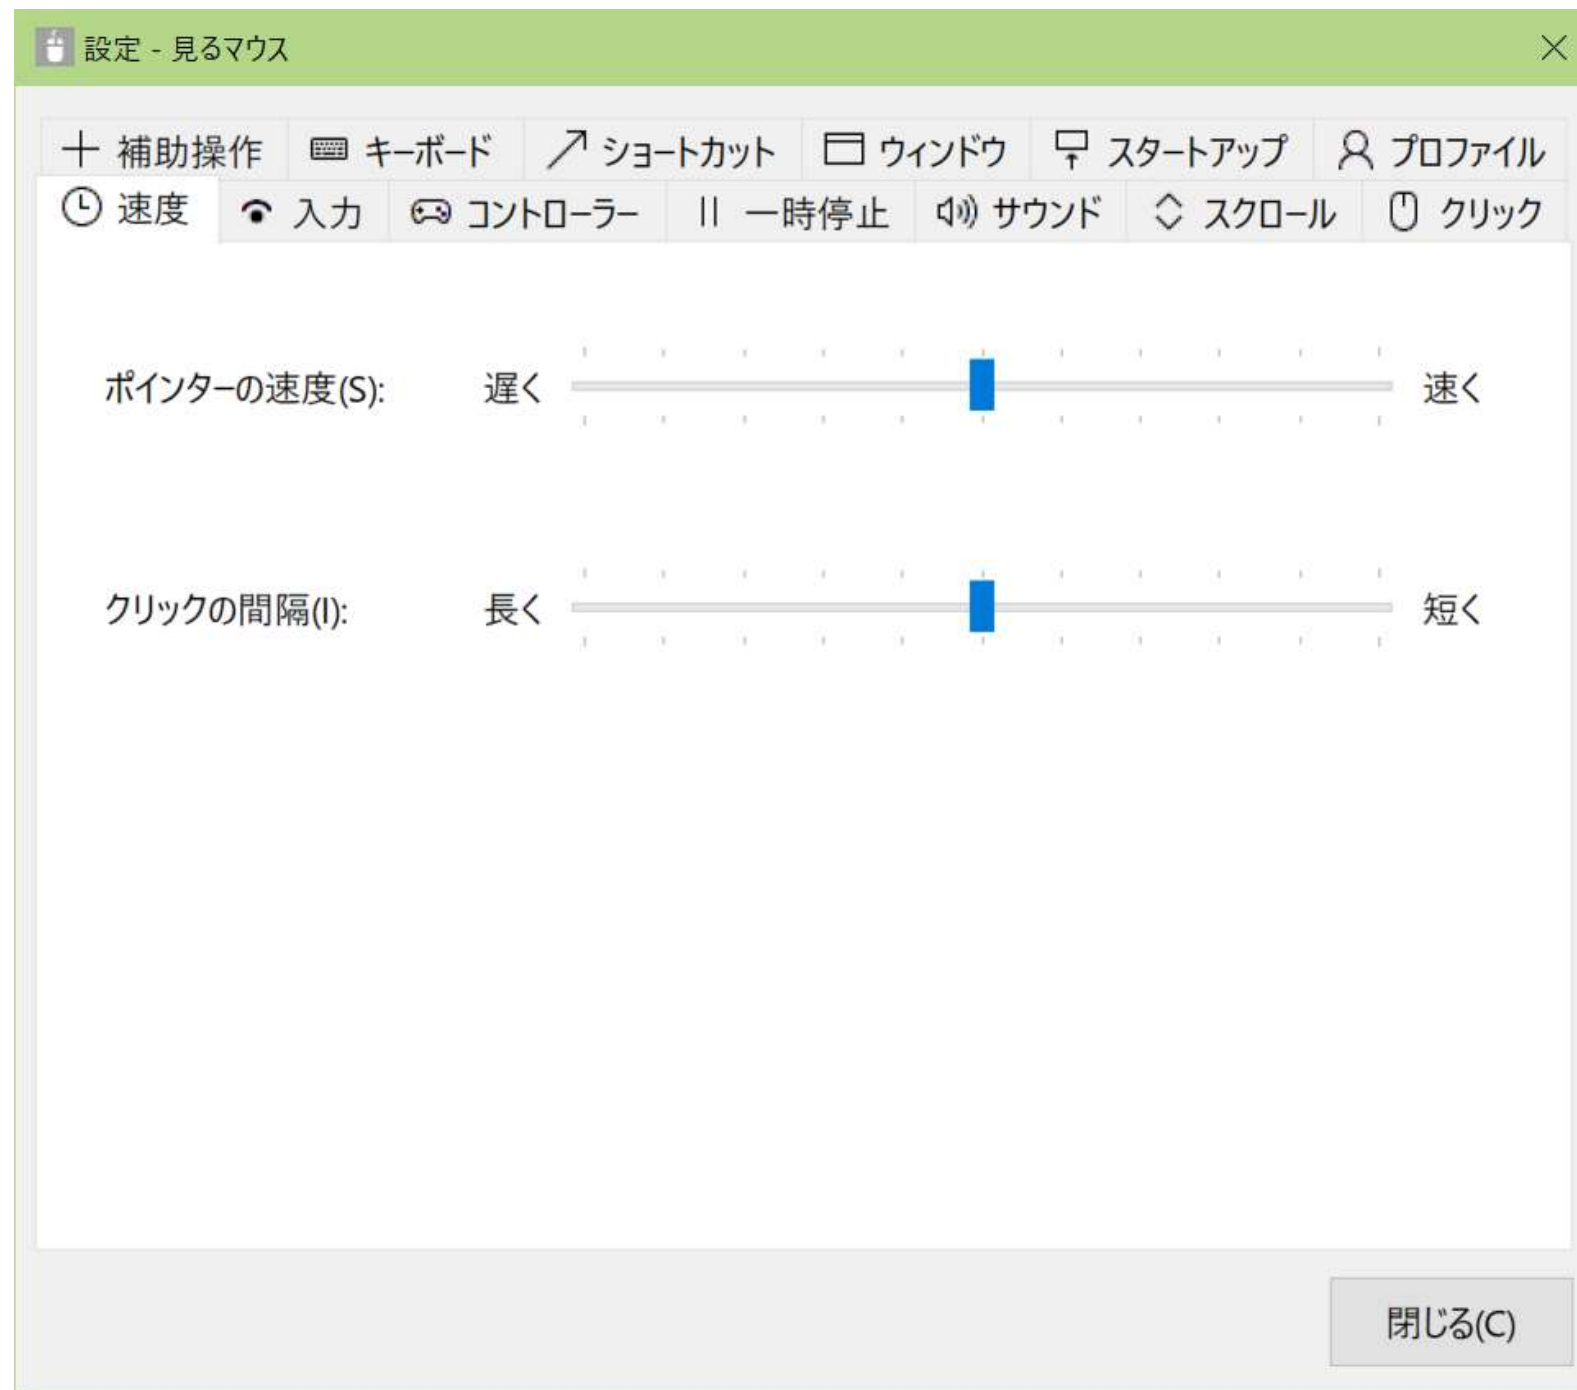 設定 - 見るマウス
補助操作 キーボード ショートカット ウィンドウ スタートアップ プロファイル
速度 入力 コントローラー 一時停止 サウンド スクロール クリック
ポインターの速度(S): 遅く 速く
クリックの間隔(I): 長く 短く
閉じる(C)